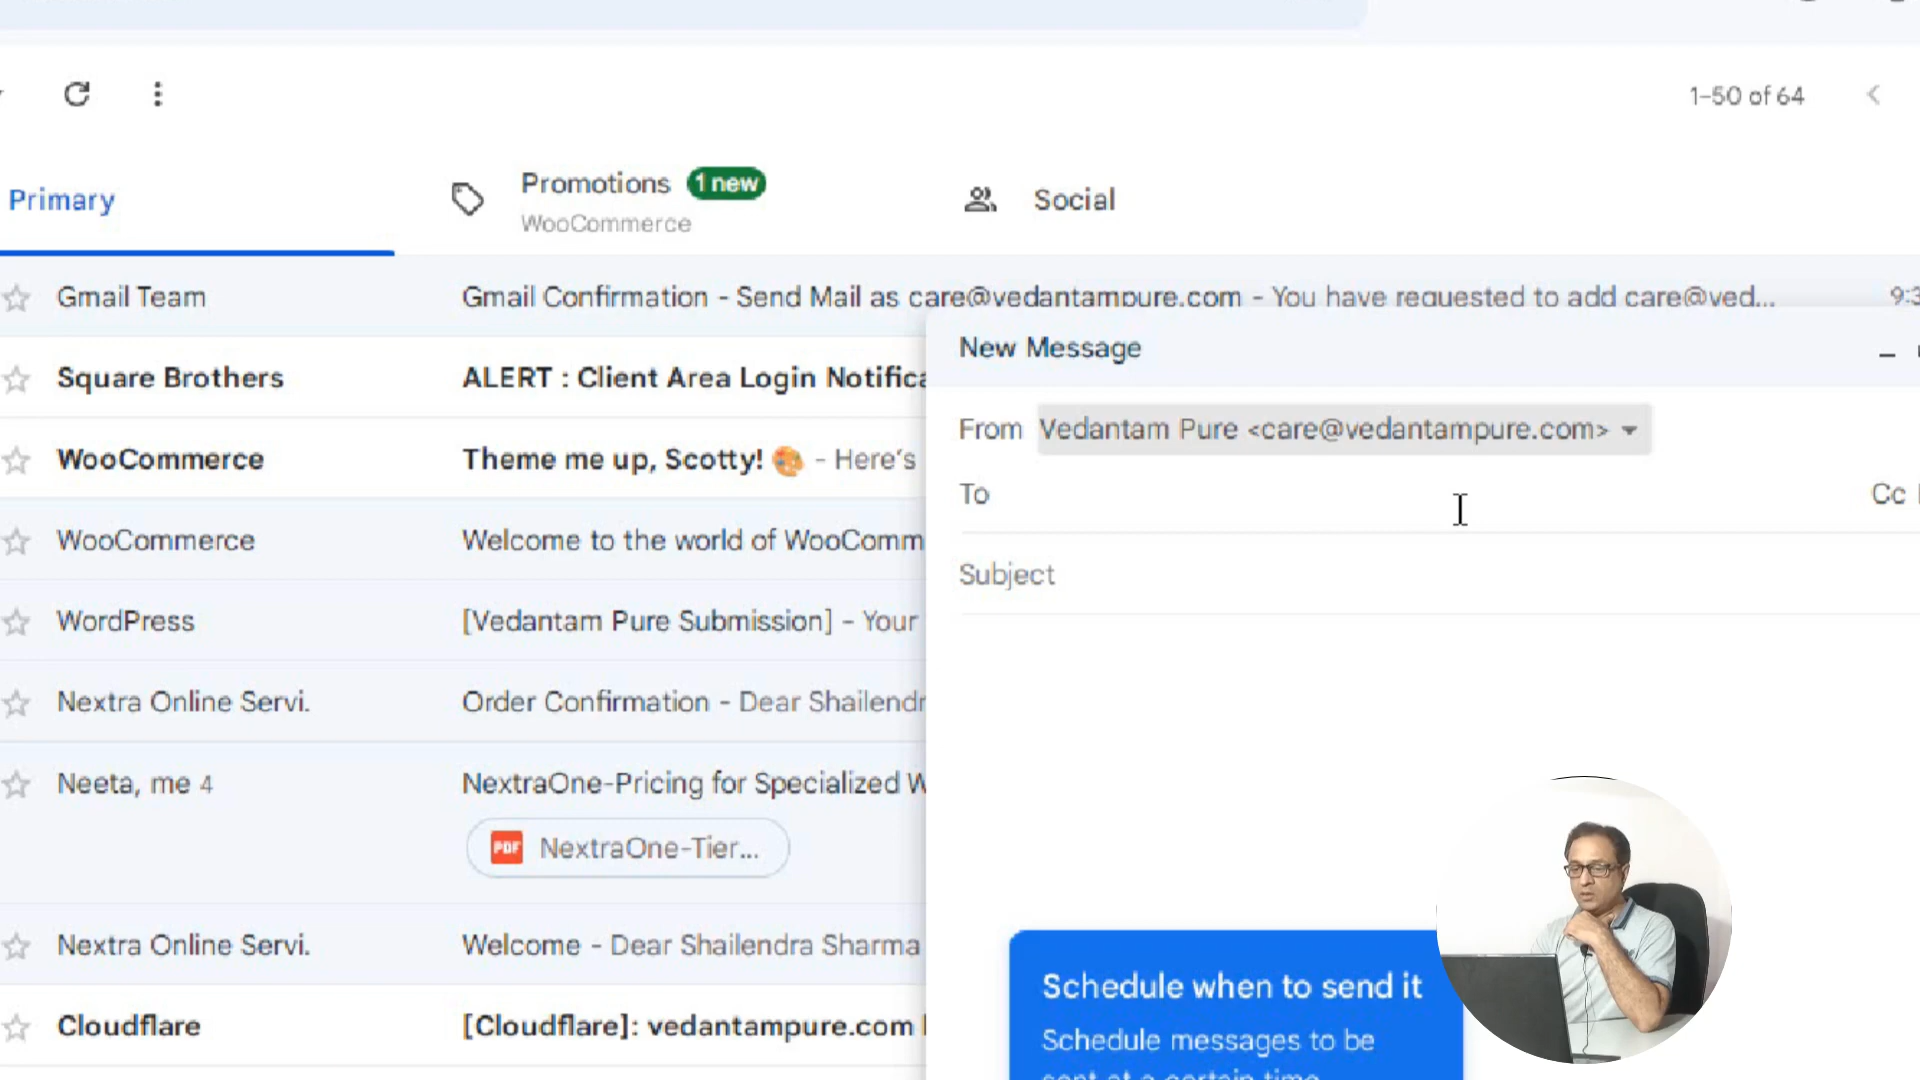 1–50 of 64
Primary
Promotions 1 new
WooCommerce
Social
Gmail Team Gmail Confirmation - Send Mail as care@vedantampure.com - You have requested to add care@ved...
New Message
Square Brothers ALERT : Client Area Login
From Vedantam Pure <care@vedantampure.com>
WooCommerce Theme me up, Scotty! 🎨 - Here's
To Cc
WooCommerce Welcome to the world of
Subject
WordPress [Vedantam Pure Submission] - Your
Nextra Online Servi. Order Confirmation - Dear
Neeta, me 4 NextraOne-Pricing for Specialized
PDF NextraOne-Tier...
Nextra Online Servi. Welcome - Dear Shailendra Sharma
Schedule when to send it
Cloudflare [Cloudflare]: vedantampure.com
Schedule messages to be
sent at a certain time